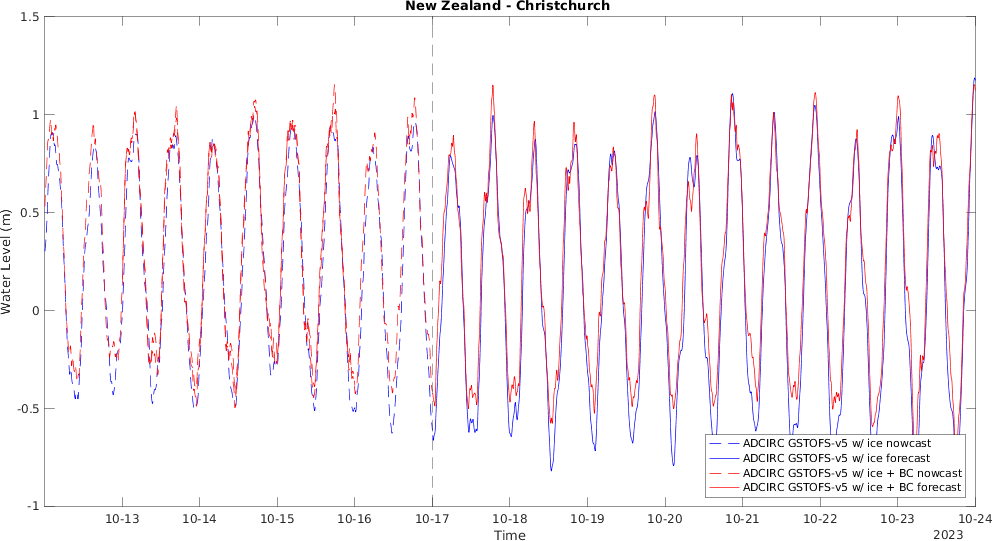 New Zealand - Christchurch
1.5
1
0.5
0
-0.5
-1
Water Level (m)
10-13 10-14 10-15 10-16 10-17 10-18 10-19 10-20 10-21 10-22 10-23 10-24
Time
2023
ADCIRC GSTOFS-v5 w/ ice nowcast
ADCIRC GSTOFS-v5 w/ ice forecast
ADCIRC GSTOFS-v5 w/ ice + BC nowcast
ADCIRC GSTOFS-v5 w/ ice + BC forecast